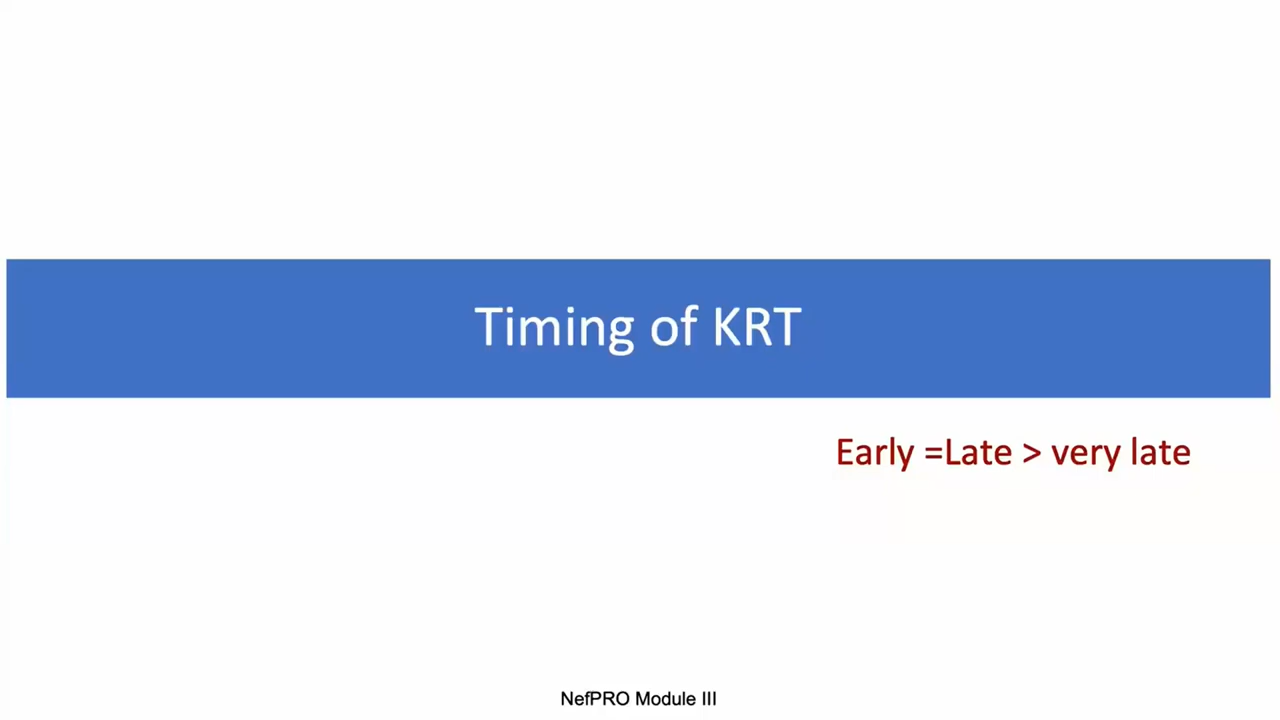 Timing of KRT
Early =Late > very late
NefPRO Module III